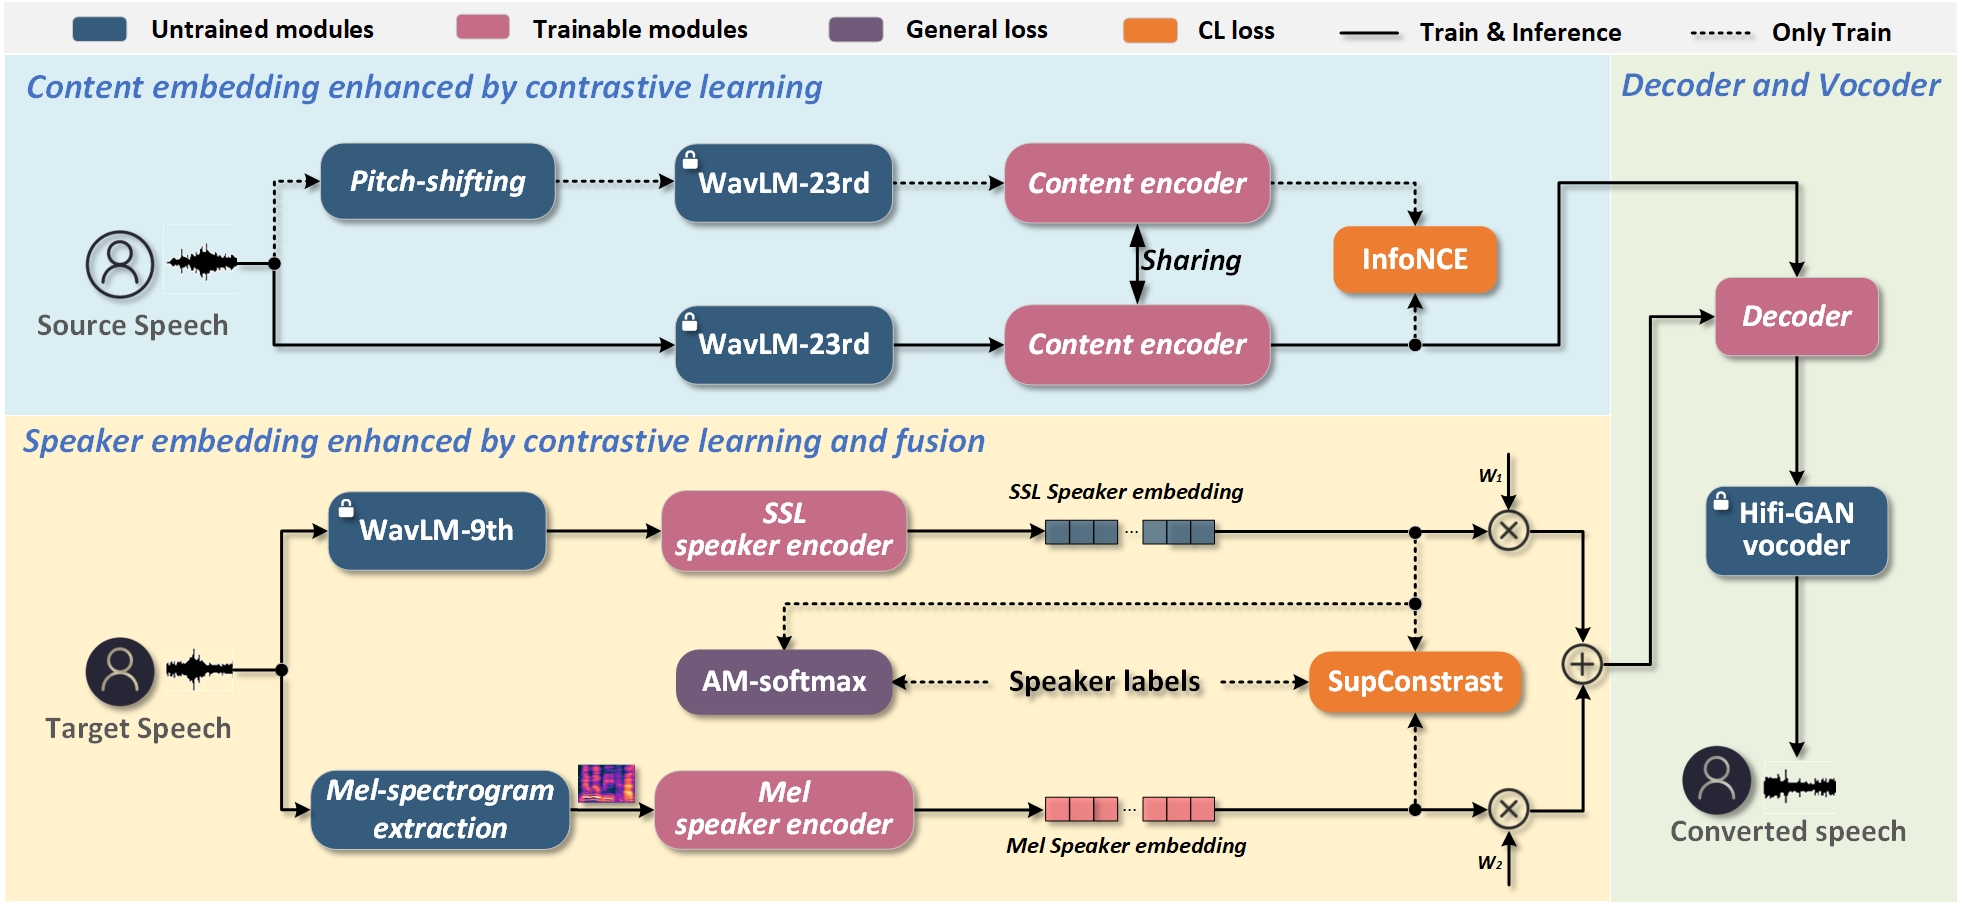 Untrained modules
Trainable modules
General loss
CL loss
Train & Inference
Only Train
Content embedding enhanced by contrastive learning
Decoder and Vocoder
Pitch-shifting
WavLM-23rd
Content encoder
Sharing
InfoNCE
Source Speech
WavLM-23rd
Content encoder
Decoder
Speaker embedding enhanced by contrastive learning and fusion
WavLM-9th
SSL
speaker encoder
SSL Speaker embedding
...
W1
Hifi-GAN
vocoder
AM-softmax
Speaker labels
SupConstrast
Target Speech
Mel-spectrogram
extraction
Mel
speaker encoder
...
Mel Speaker embedding
W2
Converted speech